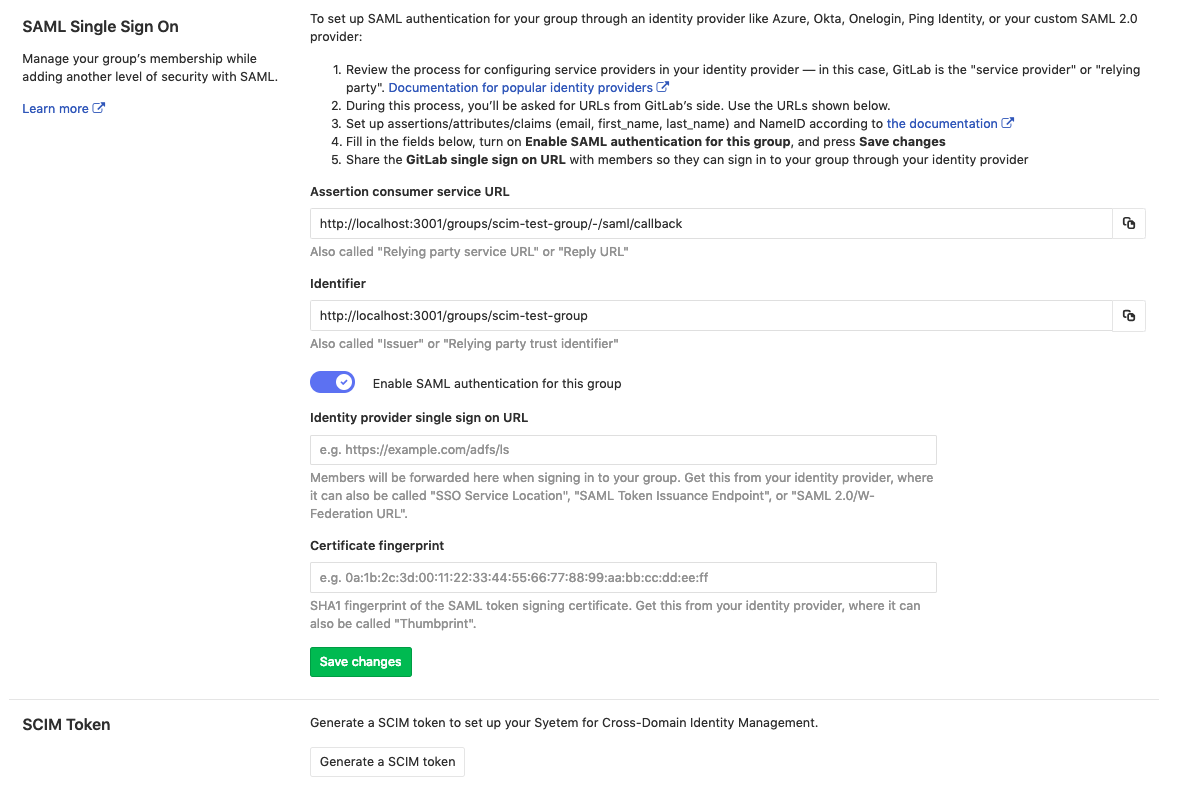 SAML Single Sign On
Manage your group's membership while
adding another level of security with SAML.
Learn more
To set up SAML authentication for your group through an identity provider like Azure, Okta, Onelogin, Ping Identity, or your custom SAML 2.0
provider:
1. Review the process for configuring service providers in your identity provider — in this case, GitLab is the "service provider" or "relying
party". Documentation for popular identity providers
2. During this process, you'll be asked for URLs from GitLab's side. Use the URLs shown below.
3. Set up assertions/attributes/claims (email, first_name, last_name) and NameID according to the documentation
4. Fill in the fields below, turn on Enable SAML authentication for this group, and press Save changes
5. Share the GitLab single sign on URL with members so they can sign in to your group through your identity provider
Assertion consumer service URL
http://localhost:3001/groups/scim-test-group/-/saml/callback
Also called "Relying party service URL" or "Reply URL"
Identifier
http://localhost:3001/groups/scim-test-group
Also called "Issuer" or "Relying party trust identifier"
Enable SAML authentication for this group
Identity provider single sign on URL
e.g. https://example.com/adfs/ls
Members will be forwarded here when signing in to your group. Get this from your identity provider, where
it can also be called "SSO Service Location", "SAML Token Issuance Endpoint", or "SAML 2.0/W-
Federation URL".
Certificate fingerprint
e.g. 0a:1b:2c:3d:00:11:22:33:44:55:66:77:88:99:aa:bb:cc:dd:ee:ff
SHA1 fingerprint of the SAML token signing certificate. Get this from your identity provider, where it can
also be called "Thumbprint".
Save changes
SCIM Token
Generate a SCIM token to set up your Syetem for Cross-Domain Identity Management.
Generate a SCIM token